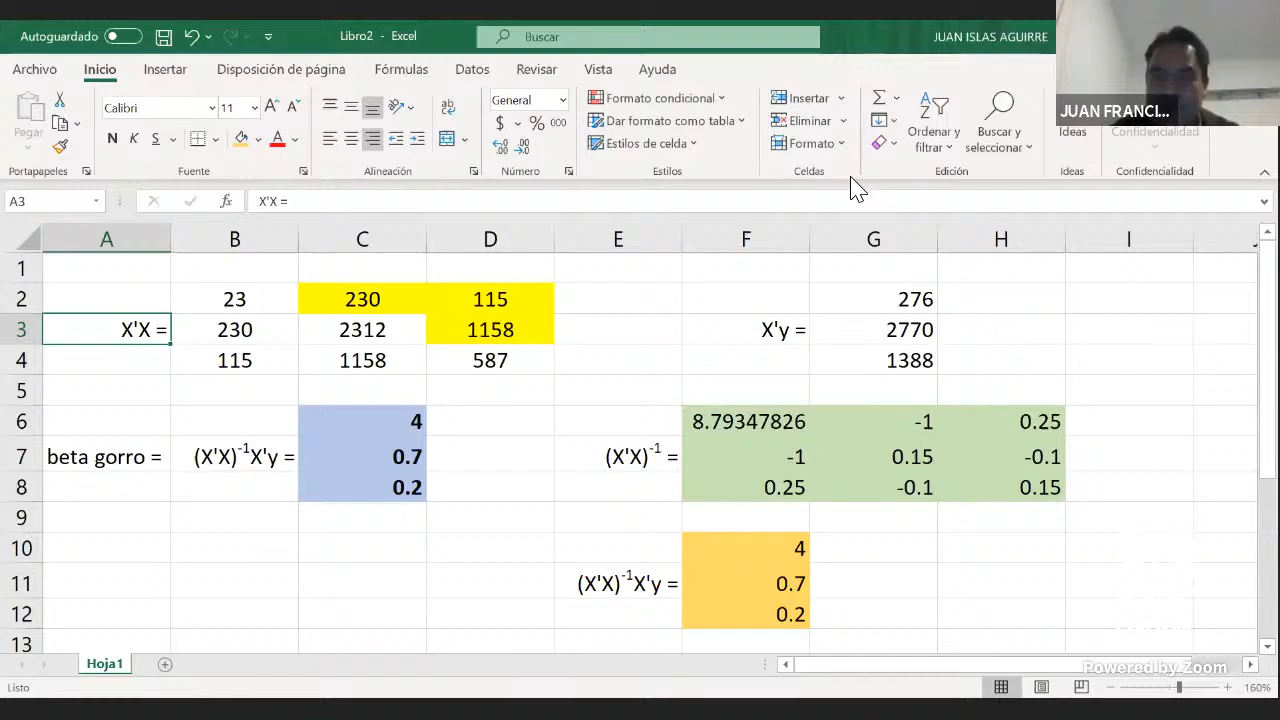 Autoguardado
Libro2 - Excel
Buscar
JUAN ISLAS AGUIRRE
Archivo Inicio Insertar Disposición de página Fórmulas Datos Revisar Vista Ayuda
JUAN FRANCI...
Pegar
Calibri 11
N K S
General
$ % 000
Formato condicional
Dar formato como tabla
Estilos de celda
Insertar
Eliminar
Formato
Ordenar y filtrar
Buscar y seleccionar
Ideas
Confidencialidad
Portapapeles Fuente Alineación Número Estilos Celdas Edición Ideas Confidencialidad
A3 fx X'X =
A B C D E F G H I
1
2 23 230 115 276
3 X'X = 230 2312 1158 X'y = 2770
4 115 1158 587 1388
5
6 4 8.79347826 -1 0.25
7 beta gorro = (X'X)⁻¹X'y = 0.7 (X'X)⁻¹ = -1 0.15 -0.1
8 0.2 0.25 -0.1 0.15
9
10 4
11 (X'X)⁻¹X'y = 0.7
12 0.2
13
Hoja1
Powered by Zoom
Listo
160%